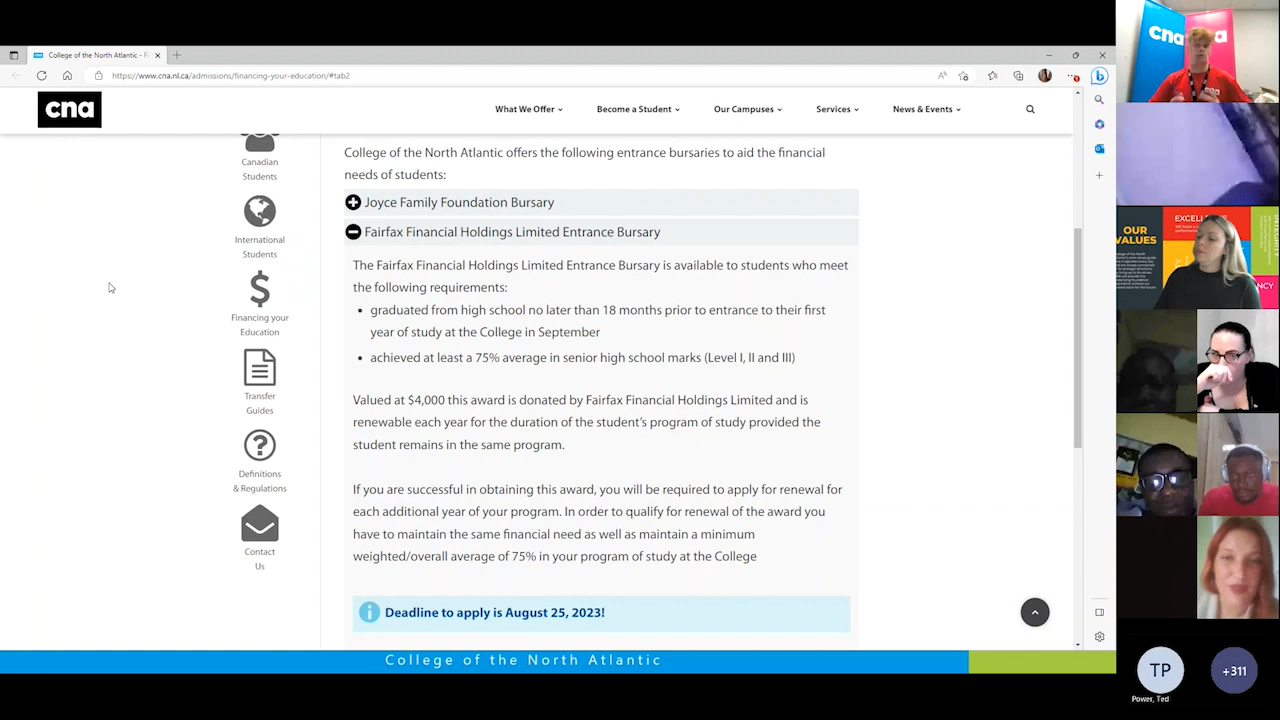 College of the North Atlantic - Fi
https://www.cna.nl.ca/admissions/financing-your-education/#tab2
cna
What We Offer
Become a Student
Our Campuses
Services
News & Events
Canadian
Students
International
Students
Financing your
Education
Transfer
Guides
Definitions
& Regulations
Contact
Us
College of the North Atlantic offers the following entrance bursaries to aid the financial
needs of students:
Joyce Family Foundation Bursary
Fairfax Financial Holdings Limited Entrance Bursary
The Fairfax Financial Holdings Limited Entrance Bursary is available to students who meet
the following requirements:
• graduated from high school no later than 18 months prior to entrance to their first
year of study at the College in September
• achieved at least a 75% average in senior high school marks (Level I, II and III)
Valued at $4,000 this award is donated by Fairfax Financial Holdings Limited and is
renewable each year for the duration of the student's program of study provided the
student remains in the same program.
If you are successful in obtaining this award, you will be required to apply for renewal for
each additional year of your program. In order to qualify for renewal of the award you
have to maintain the same financial need as well as maintain a minimum
weighted/overall average of 75% in your program of study at the College
Deadline to apply is August 25, 2023!
College of the North Atlantic
cna
OUR
VALUES
TP
Power, Ted
+311